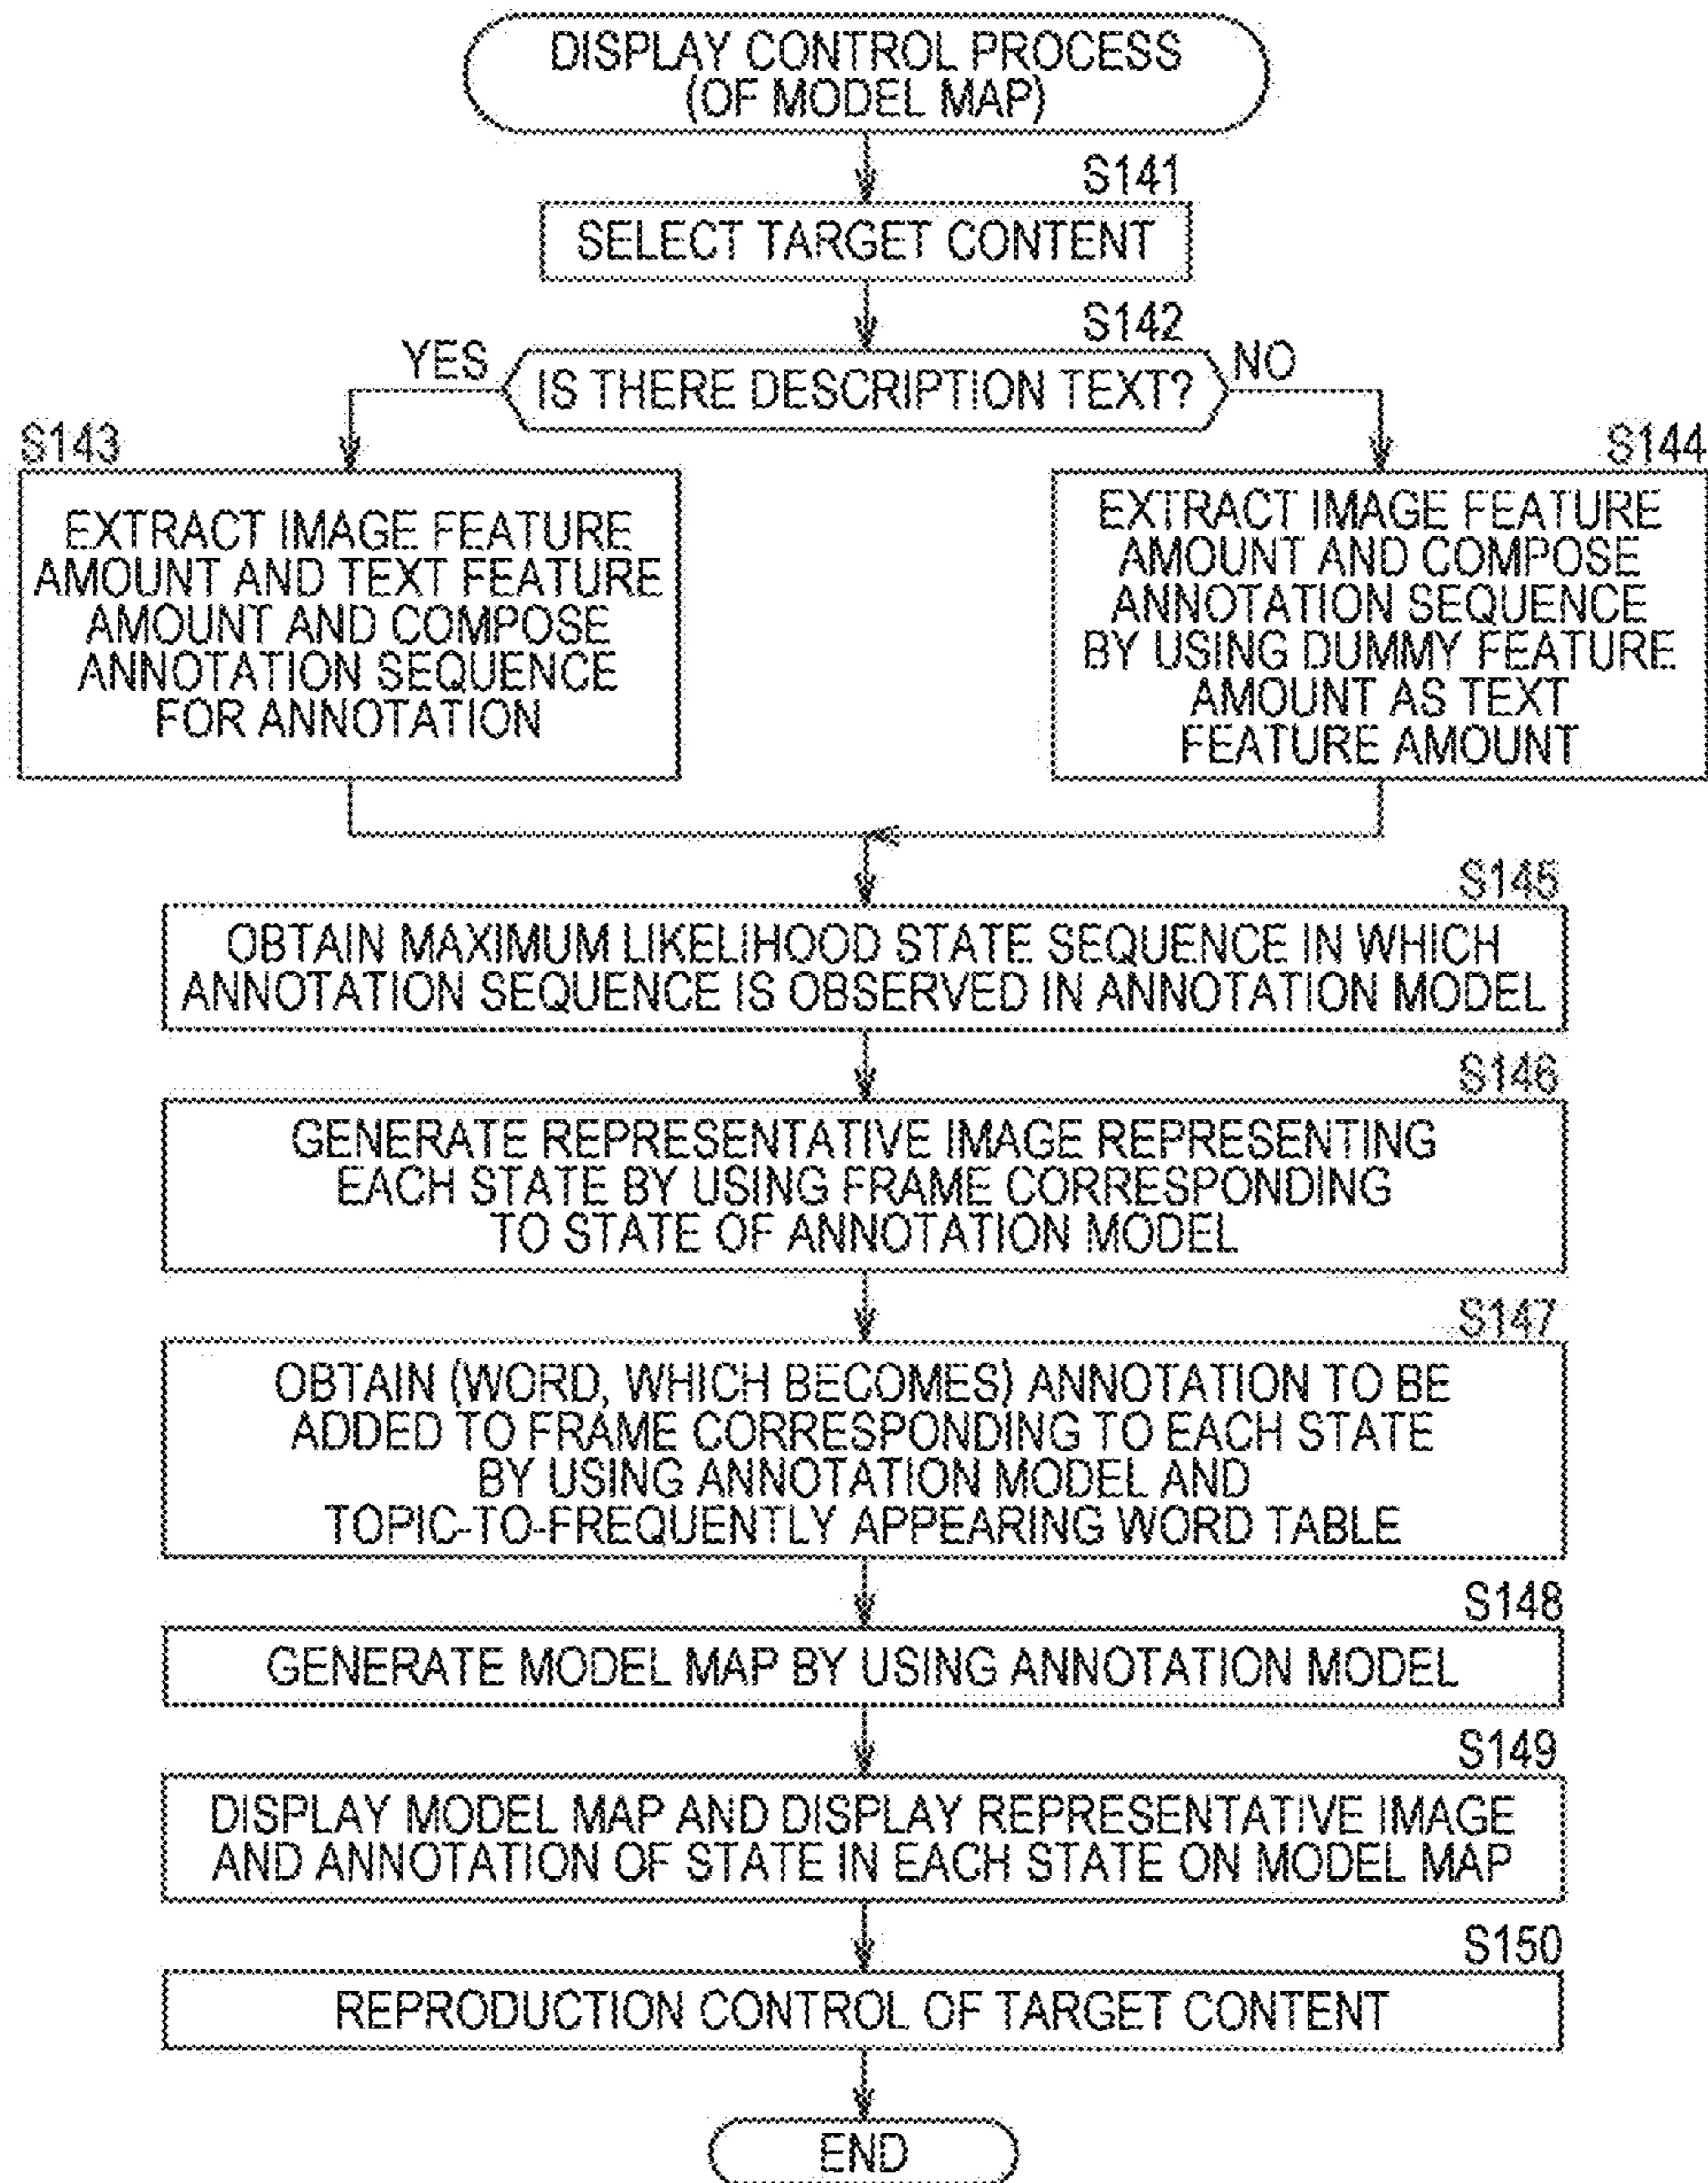 DISPLAY CONTROL PROCESS
(OF MODEL MAP)
S141
SELECT TARGET CONTENT
S142
YES
IS THERE DESCRIPTION TEXT?
NO
S143
EXTRACT IMAGE FEATURE
AMOUNT AND TEXT FEATURE
AMOUNT AND COMPOSE
ANNOTATION SEQUENCE
FOR ANNOTATION
S144
EXTRACT IMAGE FEATURE
AMOUNT AND COMPOSE
ANNOTATION SEQUENCE
BY USING DUMMY FEATURE
AMOUNT AS TEXT
FEATURE AMOUNT
S145
OBTAIN MAXIMUM LIKELIHOOD STATE SEQUENCE IN WHICH
ANNOTATION SEQUENCE IS OBSERVED IN ANNOTATION MODEL
S146
GENERATE REPRESENTATIVE IMAGE REPRESENTING
EACH STATE BY USING FRAME CORRESPONDING
TO STATE OF ANNOTATION MODEL
S147
OBTAIN (WORD, WHICH BECOMES) ANNOTATION TO BE
ADDED TO FRAME CORRESPONDING TO EACH STATE
BY USING ANNOTATION MODEL AND
TOPIC-TO-FREQUENTLY APPEARING WORD TABLE
S148
GENERATE MODEL MAP BY USING ANNOTATION MODEL
S149
DISPLAY MODEL MAP AND DISPLAY REPRESENTATIVE IMAGE
AND ANNOTATION OF STATE IN EACH STATE ON MODEL MAP
S150
REPRODUCTION CONTROL OF TARGET CONTENT
END